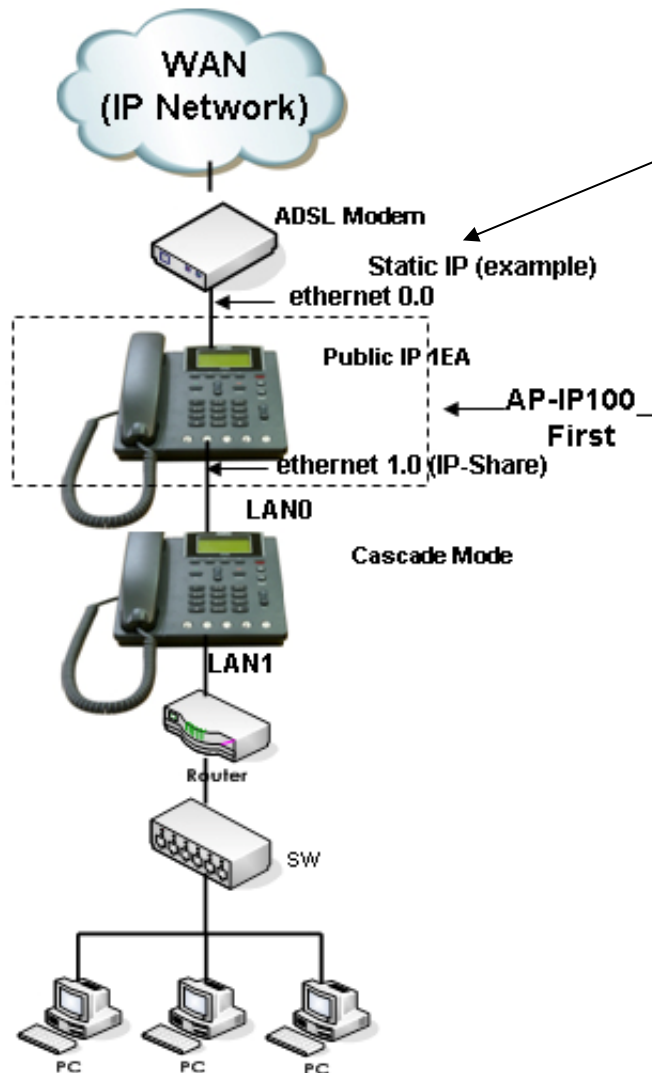 WAN
(IP Network)
ADSL Modern
Static IP (example)
ethernet 0.0
Public IP 1EA
AP-IP100_
First
ethernet 1.0 (IP-Share)
LAN0
Cascade Mode
LAN1
Router
SW
PC
PC
PC